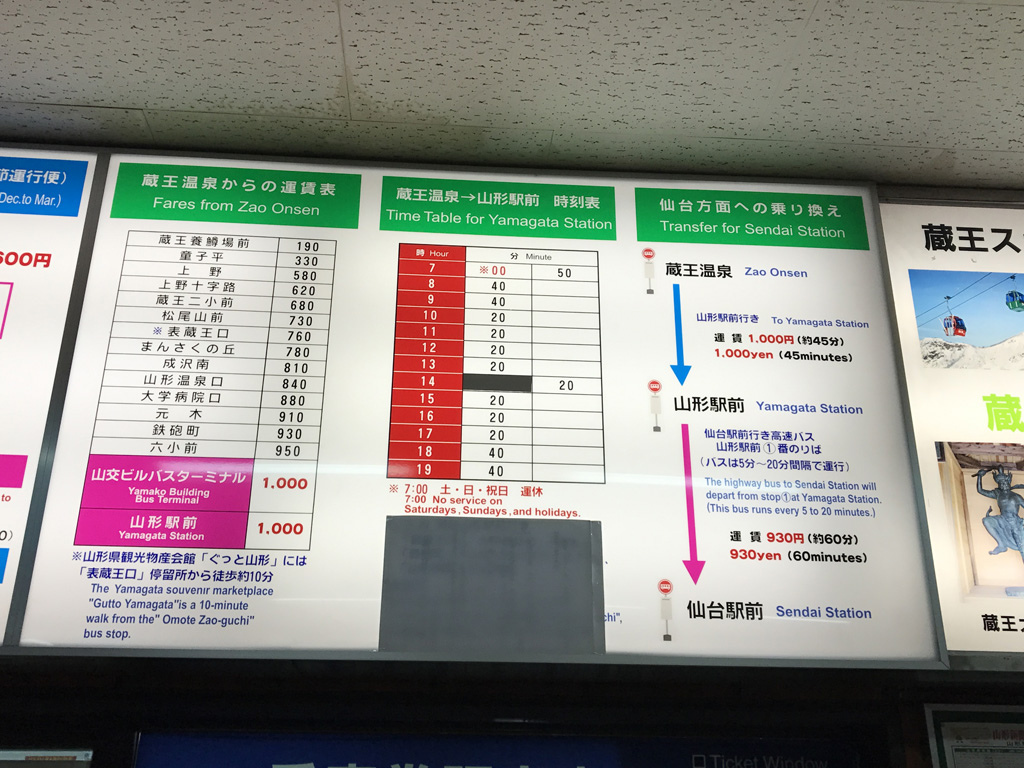 節運行便）
Dec.to Mar.)
600円
to
蔵王温泉からの運賃表
Fares from Zao Onsen
蔵王養鱒場前 190
童子平 330
上野 580
上野十字路 620
蔵王二小前 680
松尾山前 730
※表蔵王口 760
まんさくの丘 780
成沢南 810
山形温泉口 840
大学病院口 880
元木 910
鉄砲町 930
六小前 950
山交ビルバスターミナル 1,000
Yamako Building
Bus Terminal
山形駅前 1,000
Yamagata Station
※山形県観光物産会館「ぐっと山形」には
「表蔵王口」停留所から徒歩約10分
The Yamagata souvenir marketplace
"Gutto Yamagata"is a 10-minute
walk from the" Omote Zao-guchi"
bus stop.
蔵王温泉→山形駅前 時刻表
Time Table for Yamagata Station
時 Hour 分 Minute
7 ※00 50
8 40
9 40
10 20
11 20
12 20
13 20
14 20
15 20
16 20
17 20
18 40
19 40
※ 7:00 土・日・祝日 運休
7:00 No service on
Saturdays, Sundays, and holidays.
chi",
仙台方面への乗り換え
Transfer for Sendai Station
蔵王温泉 Zao Onsen
山形駅前行き To Yamagata Station
運賃 1.000円 (約45分)
1.000yen (45minutes)
山形駅前 Yamagata Station
仙台駅前行き高速バス
山形駅前①番のりば
（バスは5分〜20分間隔で運行）
The highway bus to Sendai Station will
depart from stop① at Yamagata Station.
(This bus runs every 5 to 20 minutes.)
運賃 930円 (約60分)
930yen (60minutes)
仙台駅前 Sendai Station
蔵王ス
蔵
蔵王
Ticket Window